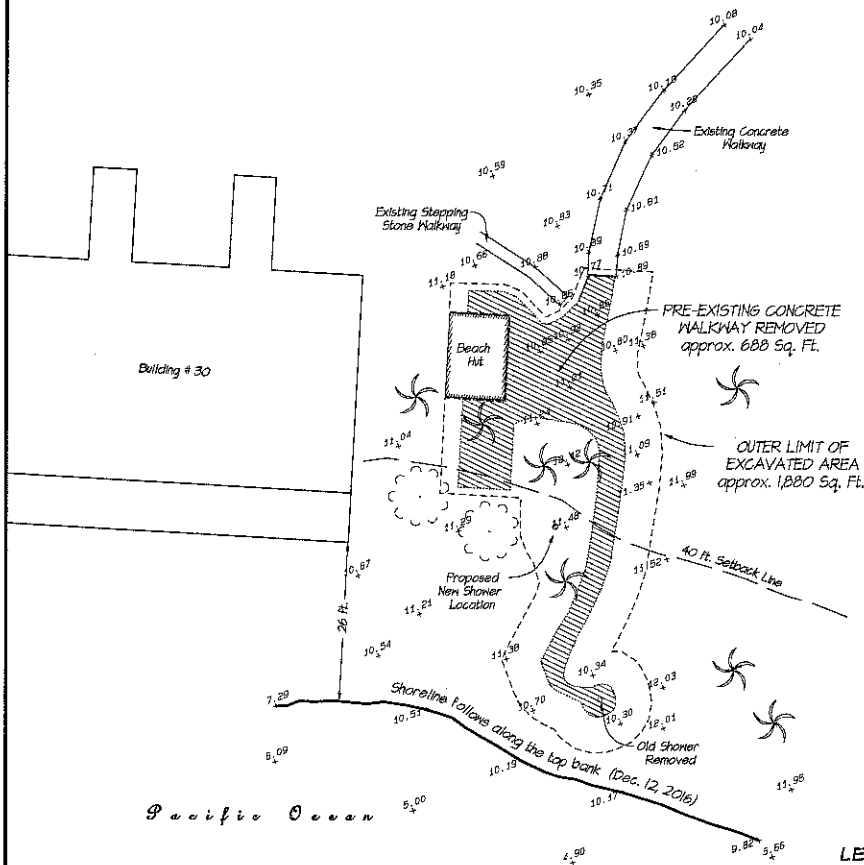 10.08
10.04
10.35
10.28
Existing Concrete
Walkway
10.37
10.52
10.59
10.71
10.81
Existing Stepping
Stone Walkway
10.83
10.66
10.88
10.69
11.18
PRE-EXISTING CONCRETE
WALKWAY REMOVED
approx. 688 Sq. Ft.
Beach
Hut
10.80
Building # 30
11.51
10.91
OUTER LIMIT OF
EXCAVATED AREA
approx. 1,880 Sq. Ft.
11.04
11.09
11.35
11.89
11.29
11.48
40 Ft. Setback Line
11.52
10.67
Proposed
New Shower
Location
11.21
26 Ft.
10.54
11.38
10.34
12.03
7.29
10.51
10.70
10.30
12.01
Shoreline follows along the top bank (Dec. 12, 2016)
Old Shower
Removed
8.09
10.19
11.95
Pacific Ocean
5.00
10.17
9.82
5.66
4.90
LE